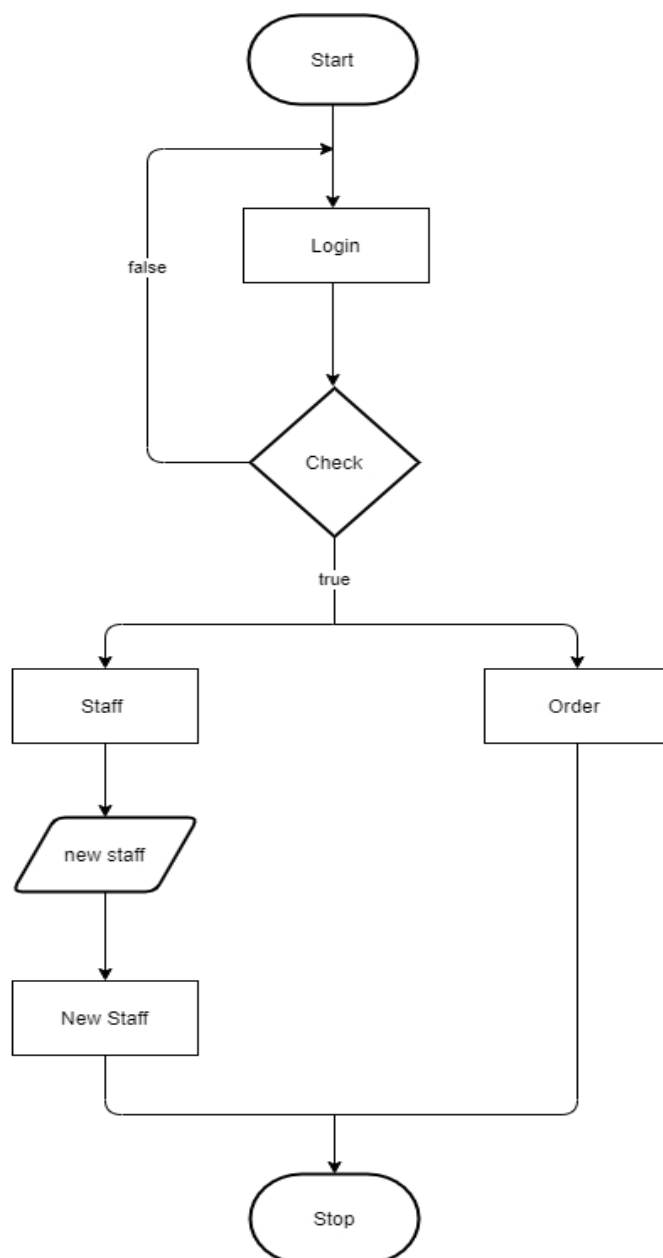 Start
Login
false
Check
true
Staff
Order
new staff
New Staff
Stop